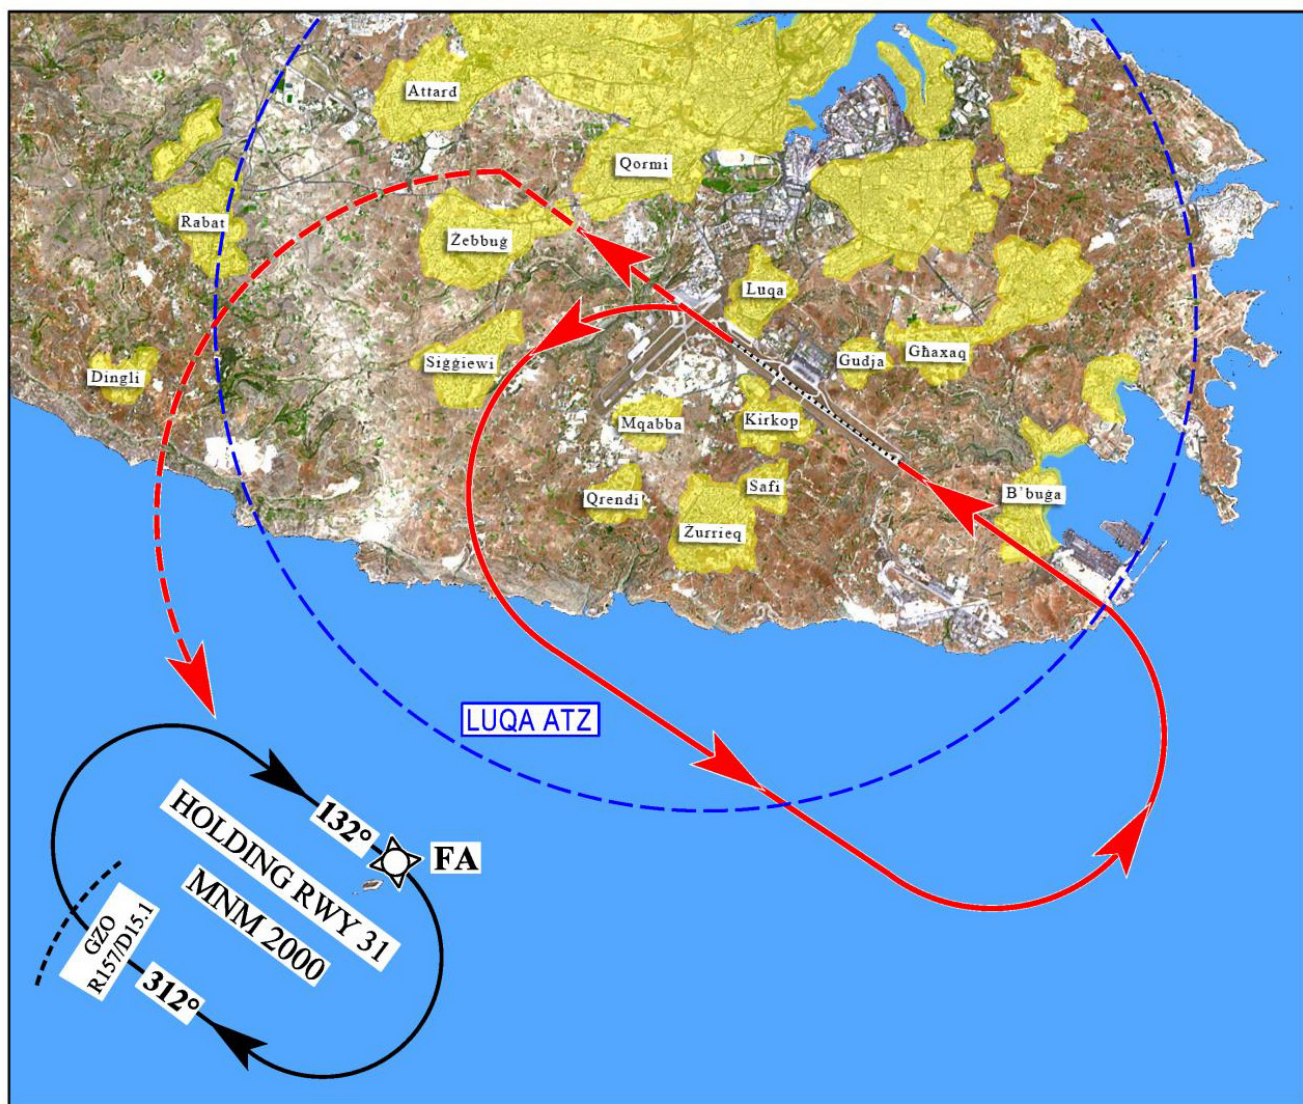 Attard
Qormi
Rabat
Żebbuġ
Luqa
Siġġiewi
Gudja
Għaxaq
Dingli
Mqabba
Kirkop
Safi
Qrendi
B'buġa
Żurrieq
LUQA ATZ
132°
FA
HOLDING RWY 31
MNM 2000
GZO
R157/D15.1
312°